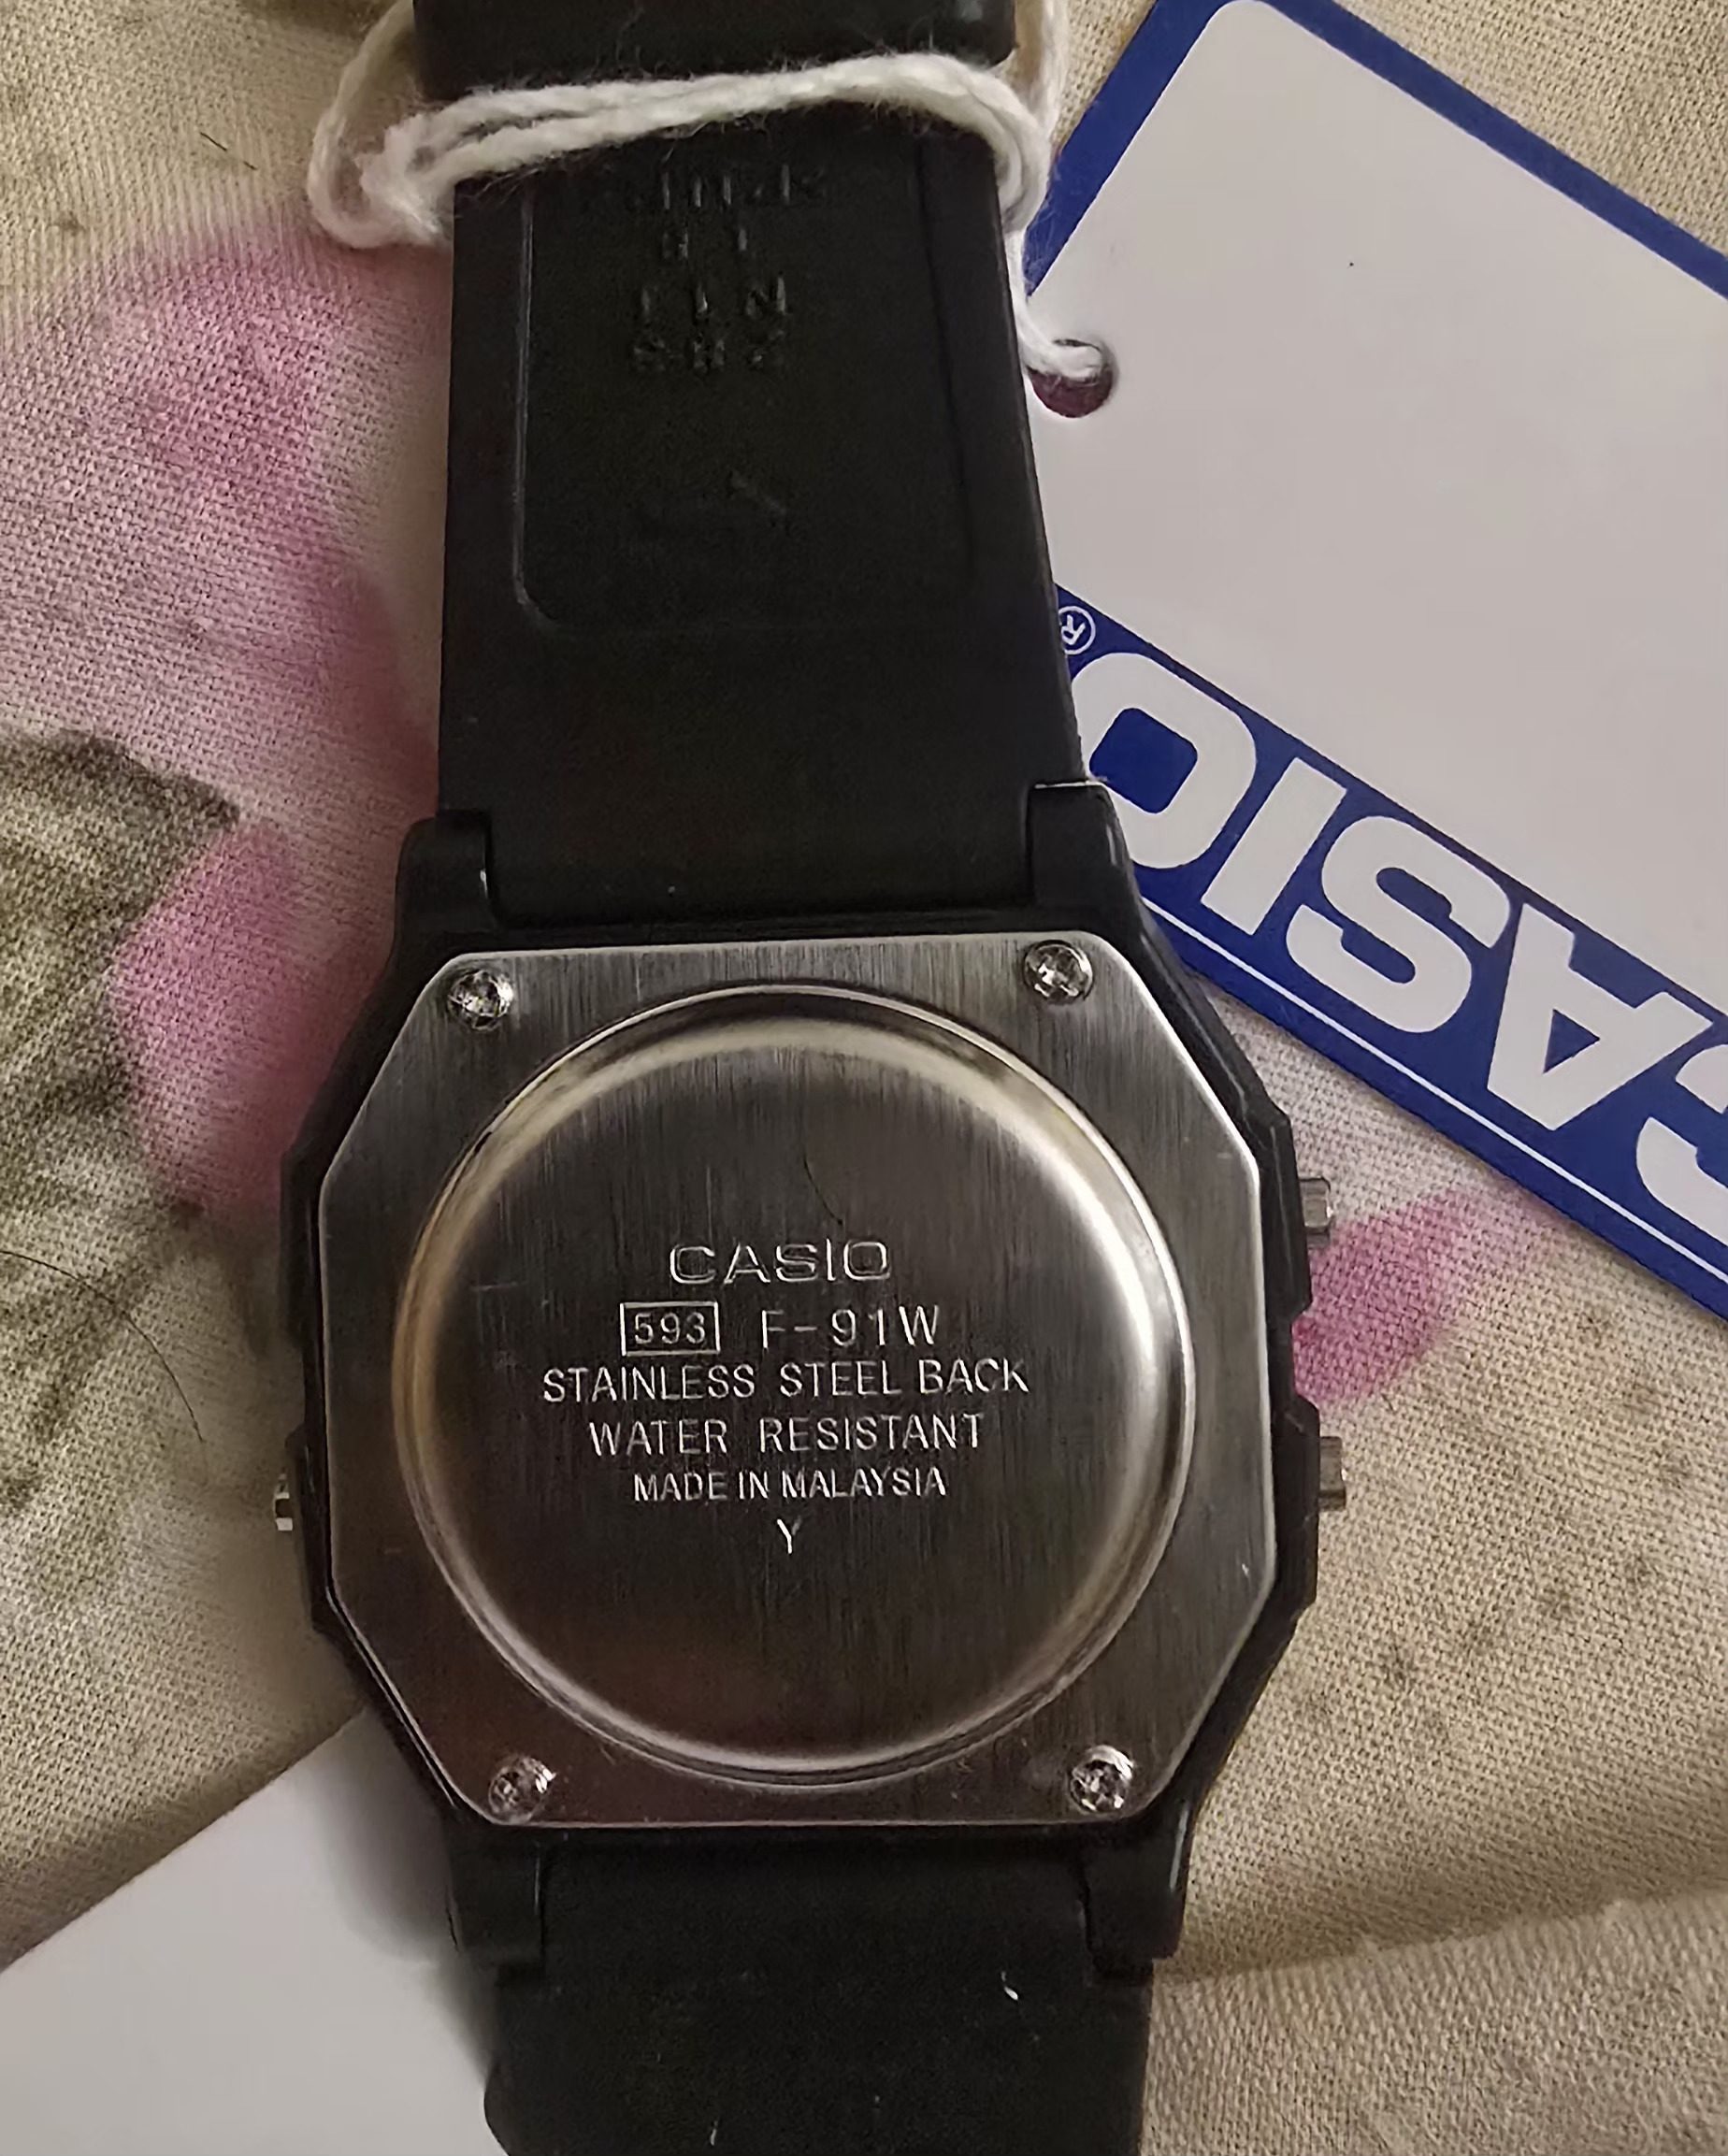 CASIO
593 F-91W
STAINLESS STEEL BACK
WATER RESISTANT
MADE IN MALAYSIA
Y
CASIO®